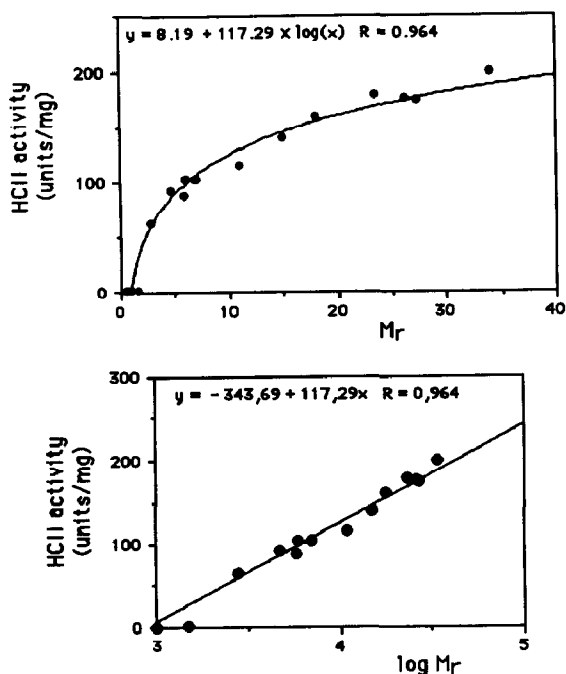 y = 8.19 + 117.29 x log(x) R = 0.964
HCII activity
(units/mg)
200
100
0
0 10 20 30 40
Mr
y = - 343,69 + 117,29x R = 0,964
HCII activity
(units/mg)
300
200
100
0
3 4 5
log Mr